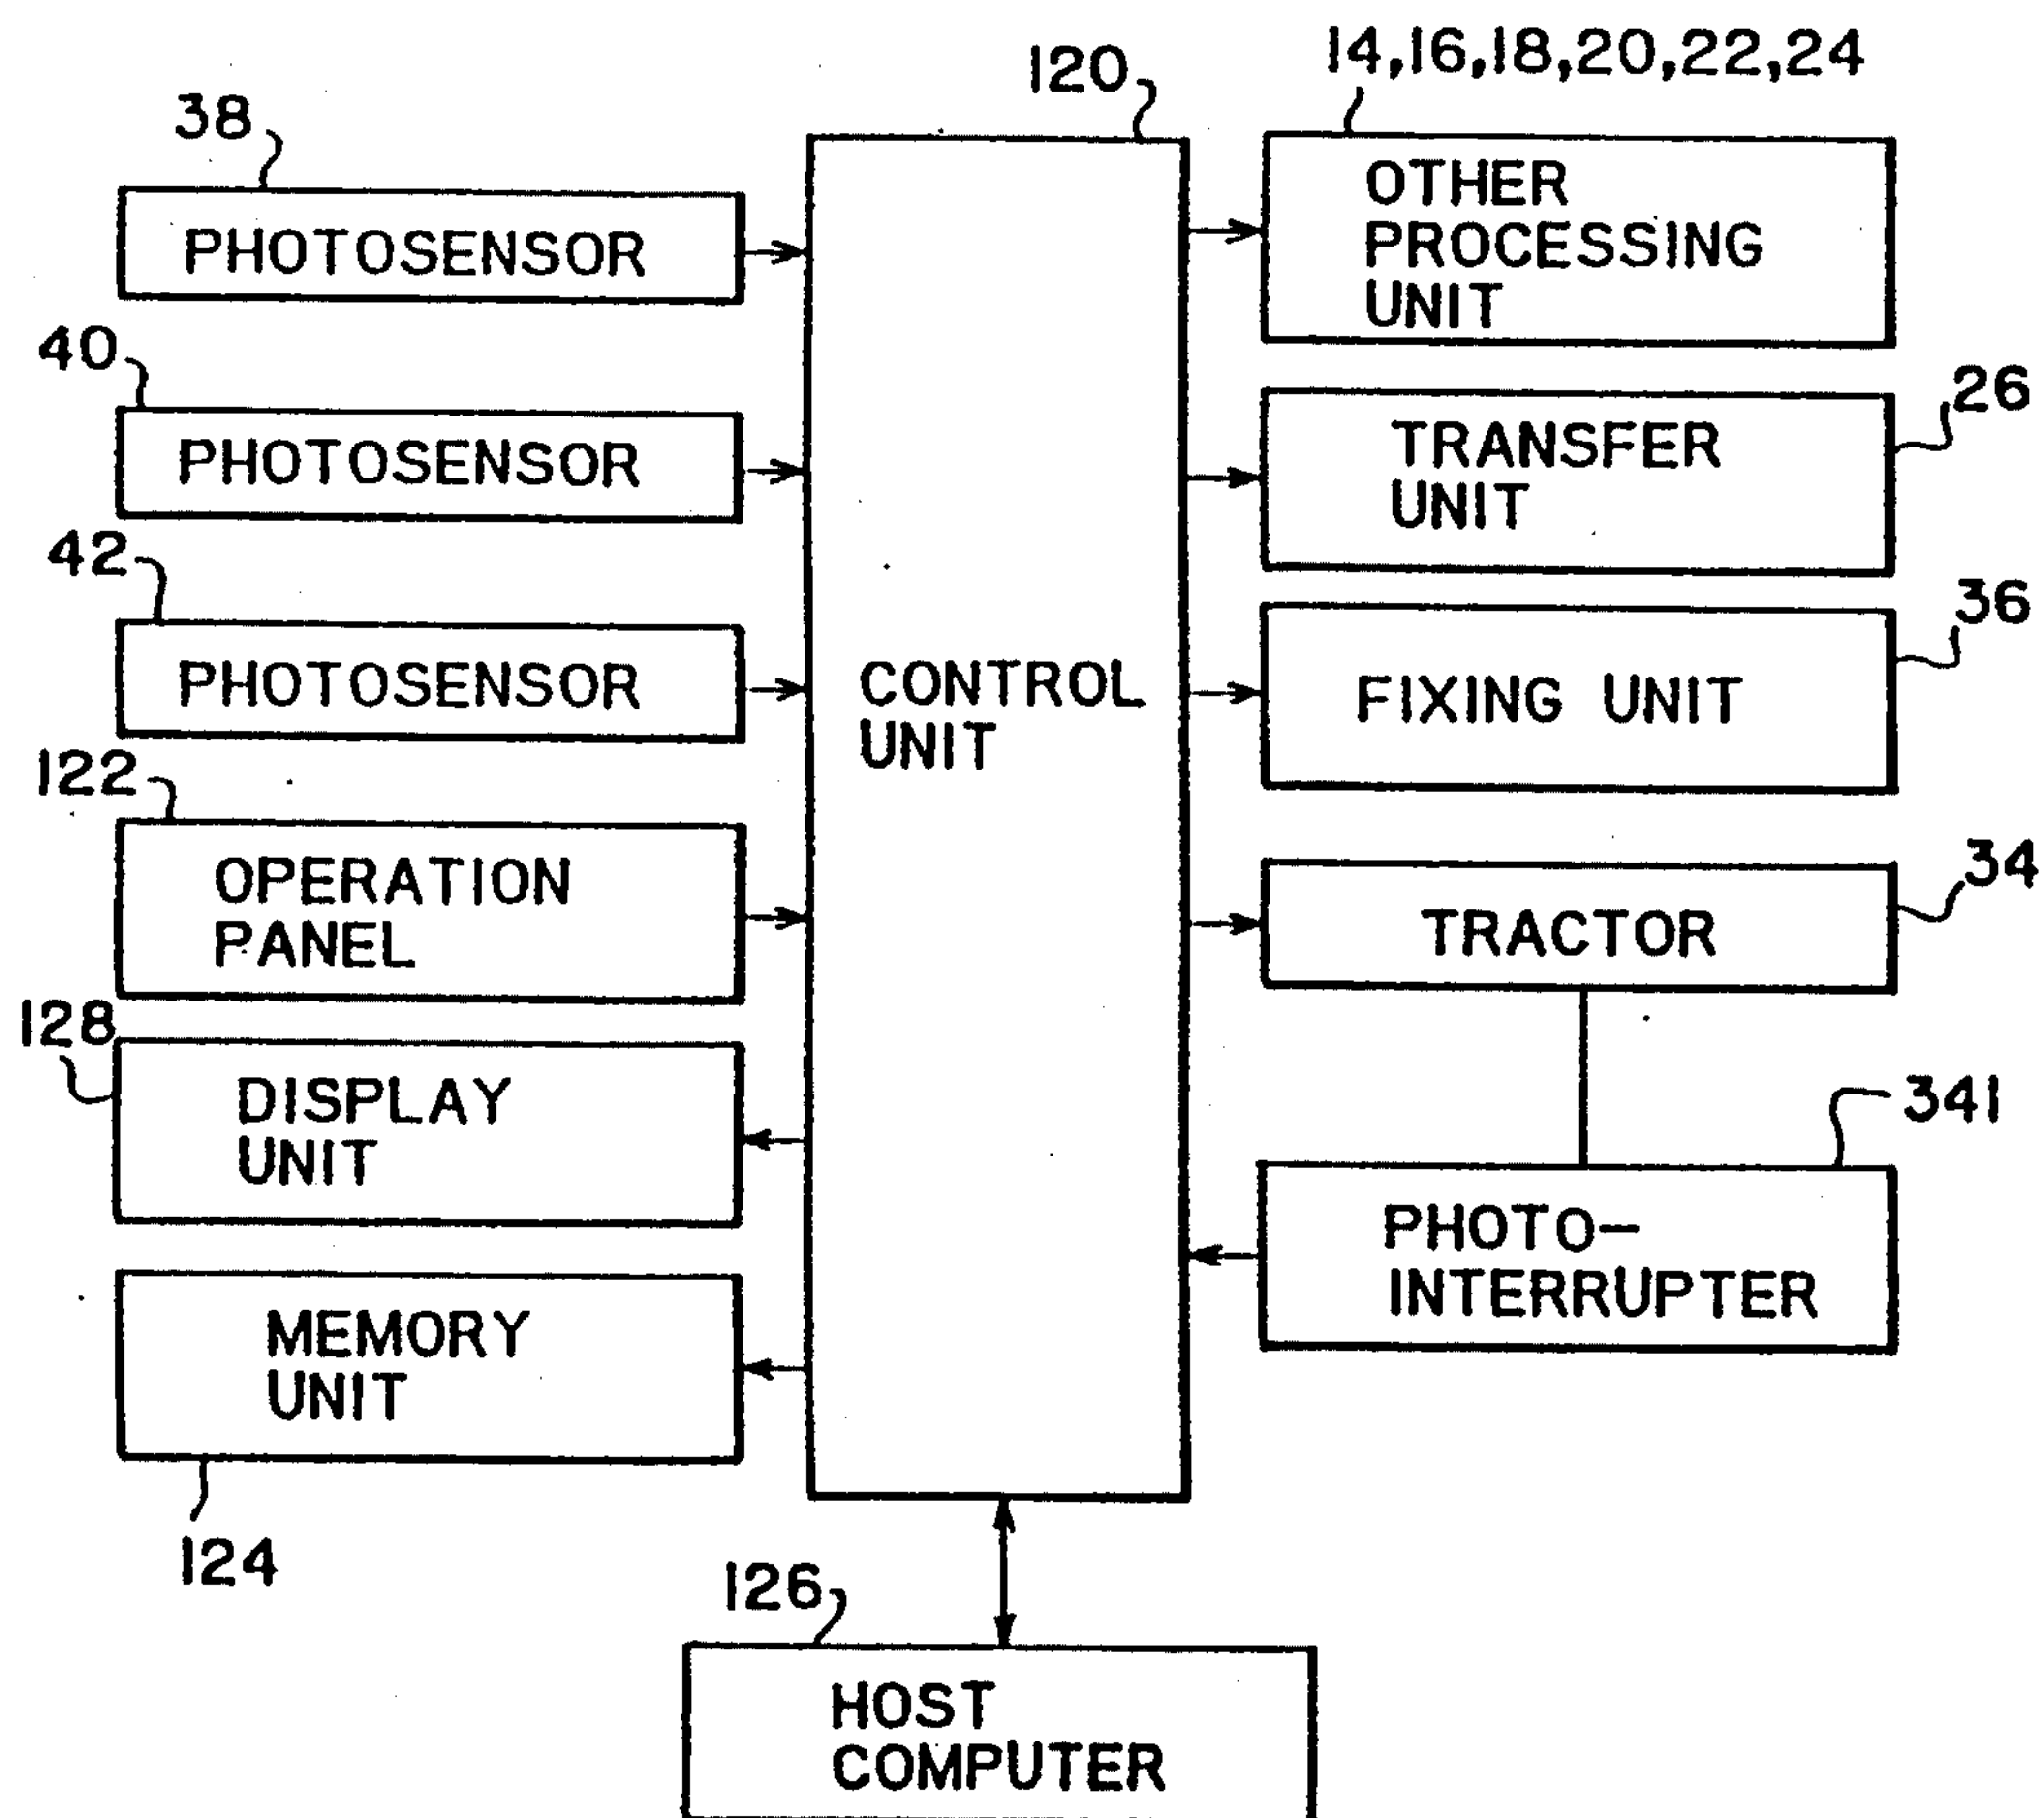 38
PHOTOSENSOR
40
PHOTOSENSOR
42
PHOTOSENSOR
122
OPERATION
PANEL
128
DISPLAY
UNIT
MEMORY
UNIT
124
120
CONTROL
UNIT
14,16,18,20,22,24
OTHER
PROCESSING
UNIT
26
TRANSFER
UNIT
36
FIXING UNIT
34
TRACTOR
341
PHOTO-
INTERRUPTER
126
HOST
COMPUTER